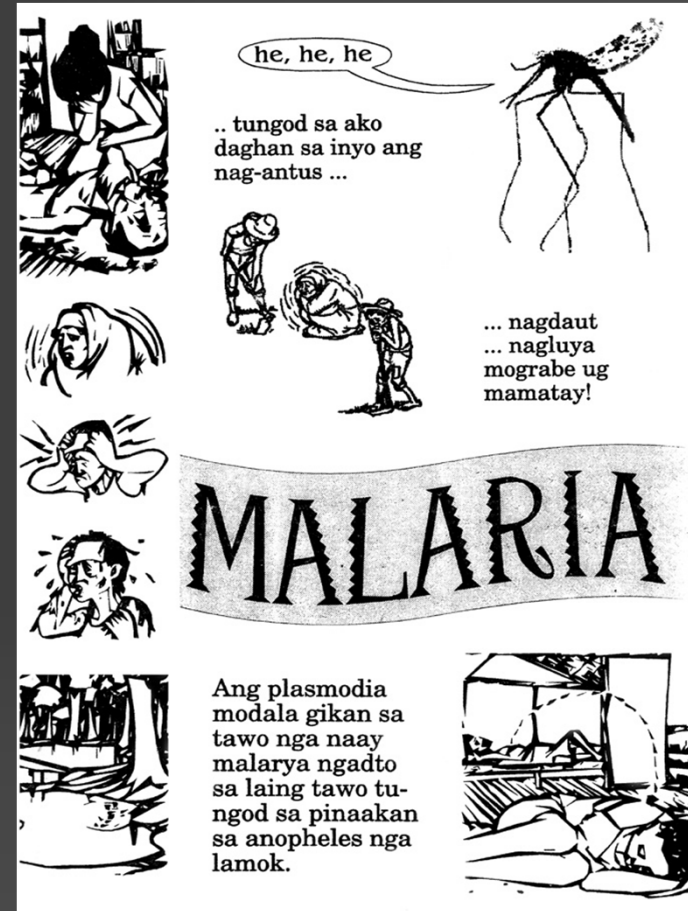 he, he, he
.. tungod sa ako
daghan sa inyo ang
nag-antus ...
... nagdaut
... nagluya
mograbe ug
mamatay!
MALARIA
Ang plasmodia
modala gikan sa
tawo nga naay
malarya ngadto
sa laing tawo tu-
ngod sa pinaakan
sa anopheles nga
lamok.